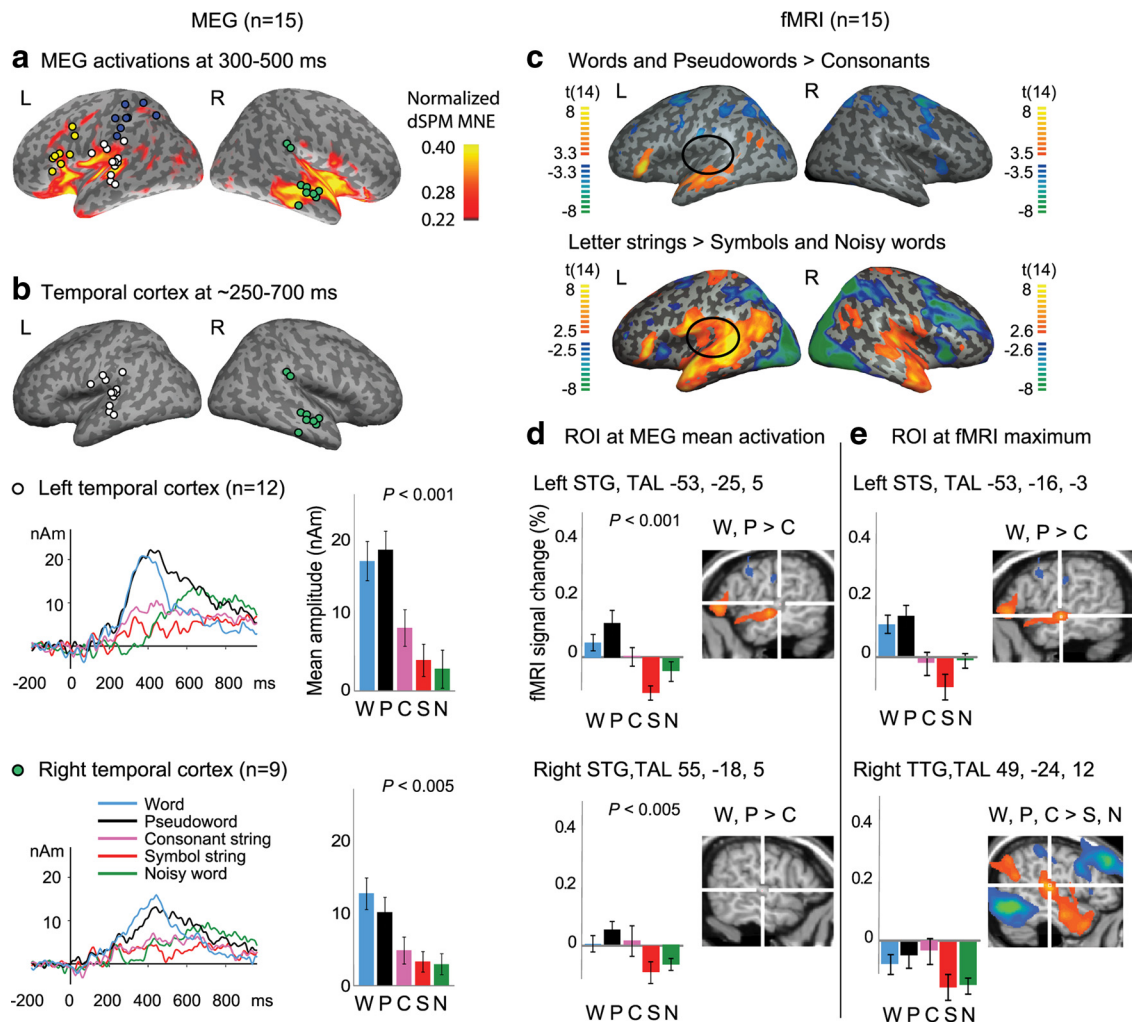 MEG (n=15)
fMRI (n=15)
a MEG activations at 300-500 ms
L
R
Normalized
dSPM MNE
0.40
0.28
0.22
b Temporal cortex at ~250-700 ms
L
R
Left temporal cortex (n=12)
nAm
20
10
-200 0 200 400 600 ms
Mean amplitude (nAm)
P < 0.001
20
10
0
W P C S N
Right temporal cortex (n=9)
Word
Pseudoword
Consonant string
Symbol string
Noisy word
nAm
20
10
-200 0 200 400 600 ms
P < 0.005
20
10
0
W P C S N
c Words and Pseudowords > Consonants
t(14)
8
3.3
-3.3
-8
L
R
t(14)
8
3.5
-3.5
-8
Letter strings > Symbols and Noisy words
t(14)
8
2.5
-2.5
-8
L
R
t(14)
8
2.6
-2.6
-8
d ROI at MEG mean activation
Left STG, TAL -53, -25, 5
fMRI signal change (%)
P < 0.001
0.4
0.2
0
W P C S N
W, P > C
Right STG,TAL 55, -18, 5
P < 0.005
0.4
0.2
0
W P C S N
W, P > C
e ROI at fMRI maximum
Left STS, TAL -53, -16, -3
0.4
0.2
0
W P C S N
W, P > C
Right TTG,TAL 49, -24, 12
0.4
0.2
0
W P C S N
W, P, C > S, N